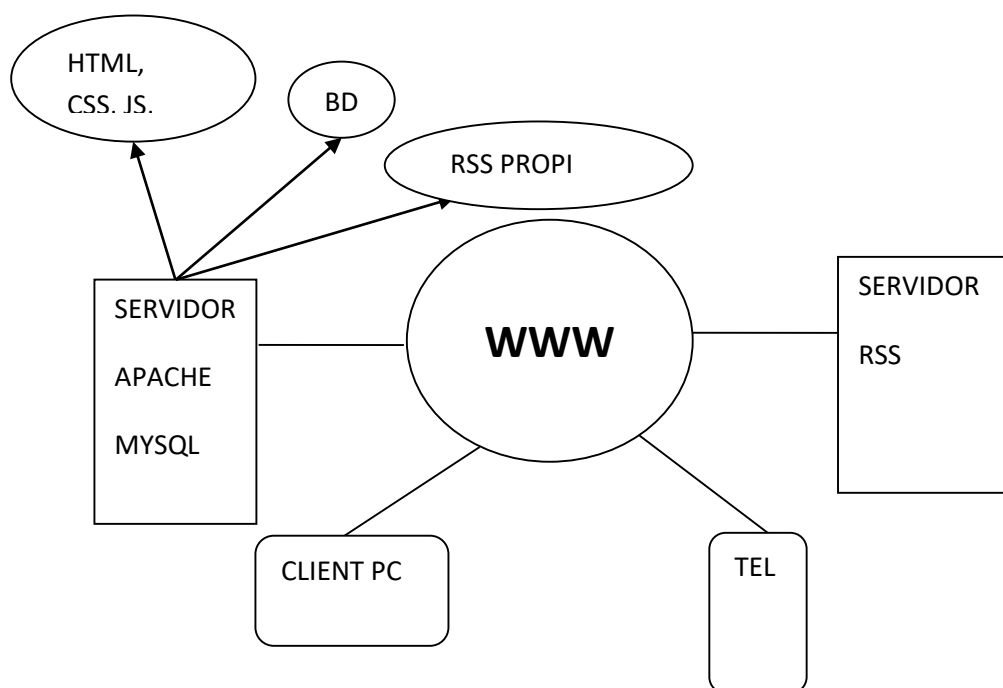 HTML,
CSS, JS,
BD
RSS PROPI
SERVIDOR
APACHE
MYSQL
WWW
SERVIDOR
RSS
CLIENT PC
TEL